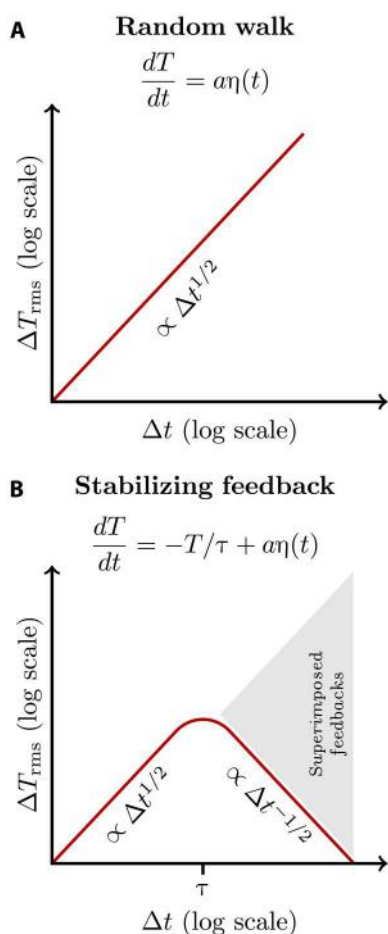 A Random walk
dT/dt = aη(t)
ΔT_rms (log scale)
∝ Δt^{1/2}
Δt (log scale)
B Stabilizing feedback
dT/dt = −T/τ + aη(t)
ΔT_rms (log scale)
∝ Δt^{1/2}
∝ Δt^{−1/2}
Superimposed
feedbacks
τ
Δt (log scale)